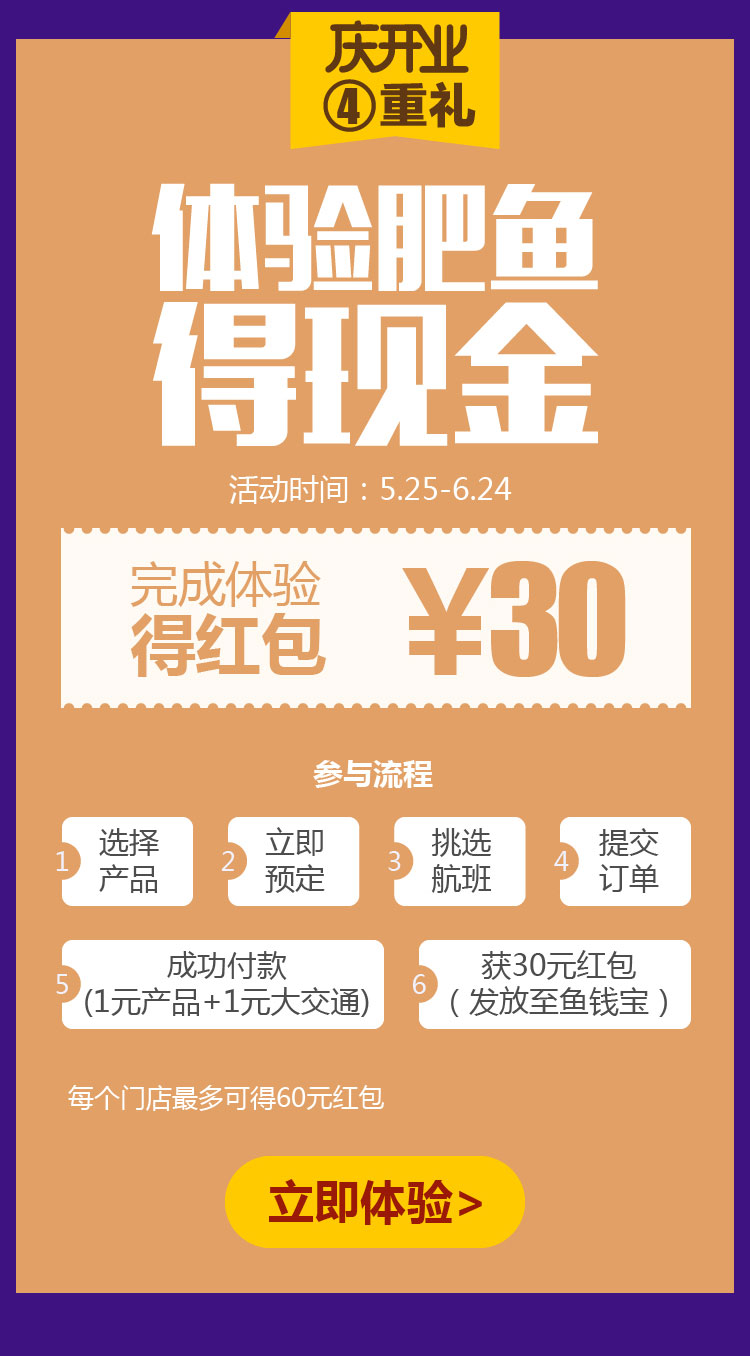 庆开业
④重礼
体验肥鱼
得现金
活动时间：5.25-6.24
完成体验
得红包
¥30
参与流程
1
选择
产品
2
立即
预定
3
挑选
航班
4
提交
订单
5
成功付款
(1元产品+1元大交通)
6
获30元红包
（发放至鱼钱宝）
每个门店最多可得60元红包
立即体验>